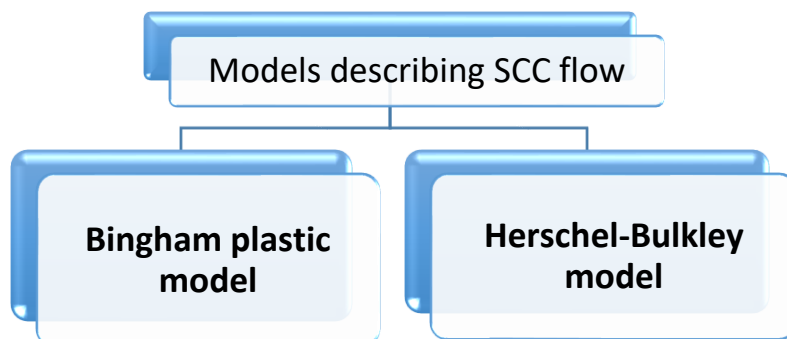 Models describing SCC flow
Bingham plastic
model
Herschel-Bulkley
model